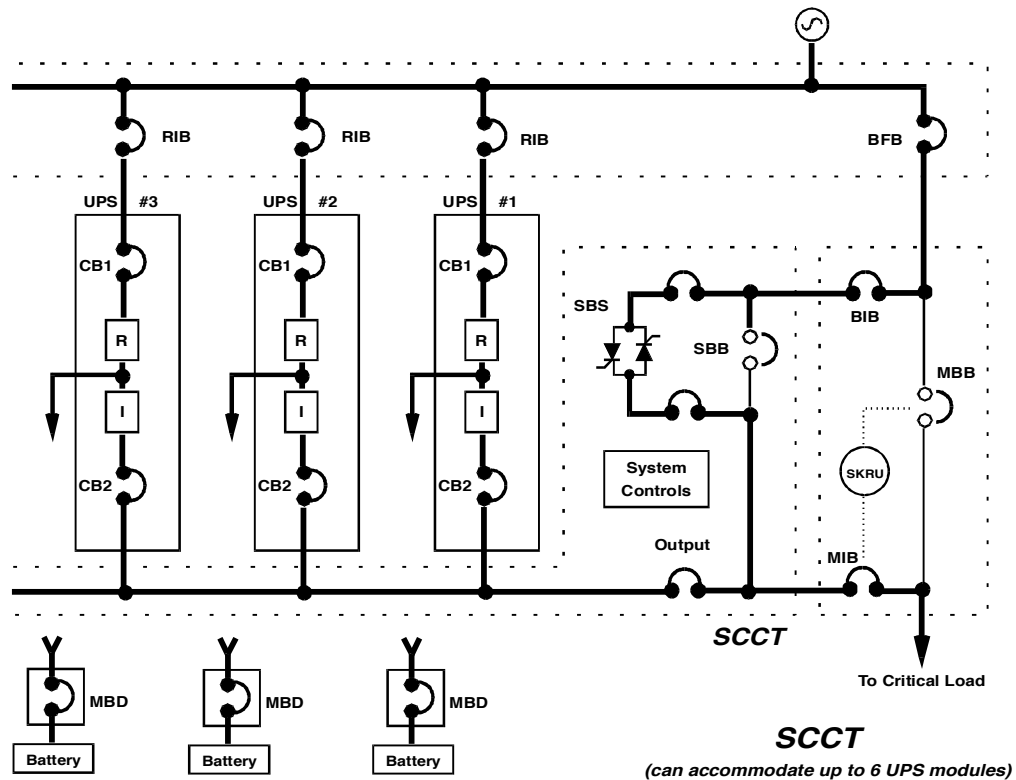 RIB RIB RIB BFB
UPS #3 UPS #2 UPS #1
CB1 CB1 CB1
SBS
BIB
R R R
SBB
MBB
I I I
System
Controls
SKRU
CB2 CB2 CB2
Output
MIB
SCCT
MBD MBD MBD
To Critical Load
Battery Battery Battery
SCCT
(can accommodate up to 6 UPS modules)